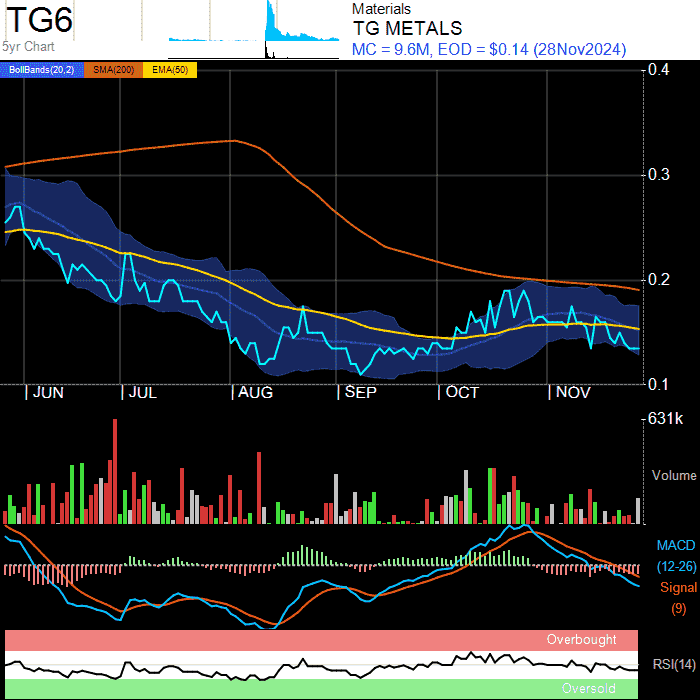 TG6
5yr Chart
Materials
TG METALS
MC = 9.6M, EOD = $0.14 (28Nov2024)
BollBands(20,2) SMA(200) EMA(50)
0.4
0.3
0.2
0.1
JUN JUL AUG SEP OCT NOV
631k
Volume
MACD
(12-26)
Signal
(9)
Overbought
RSI(14)
Oversold